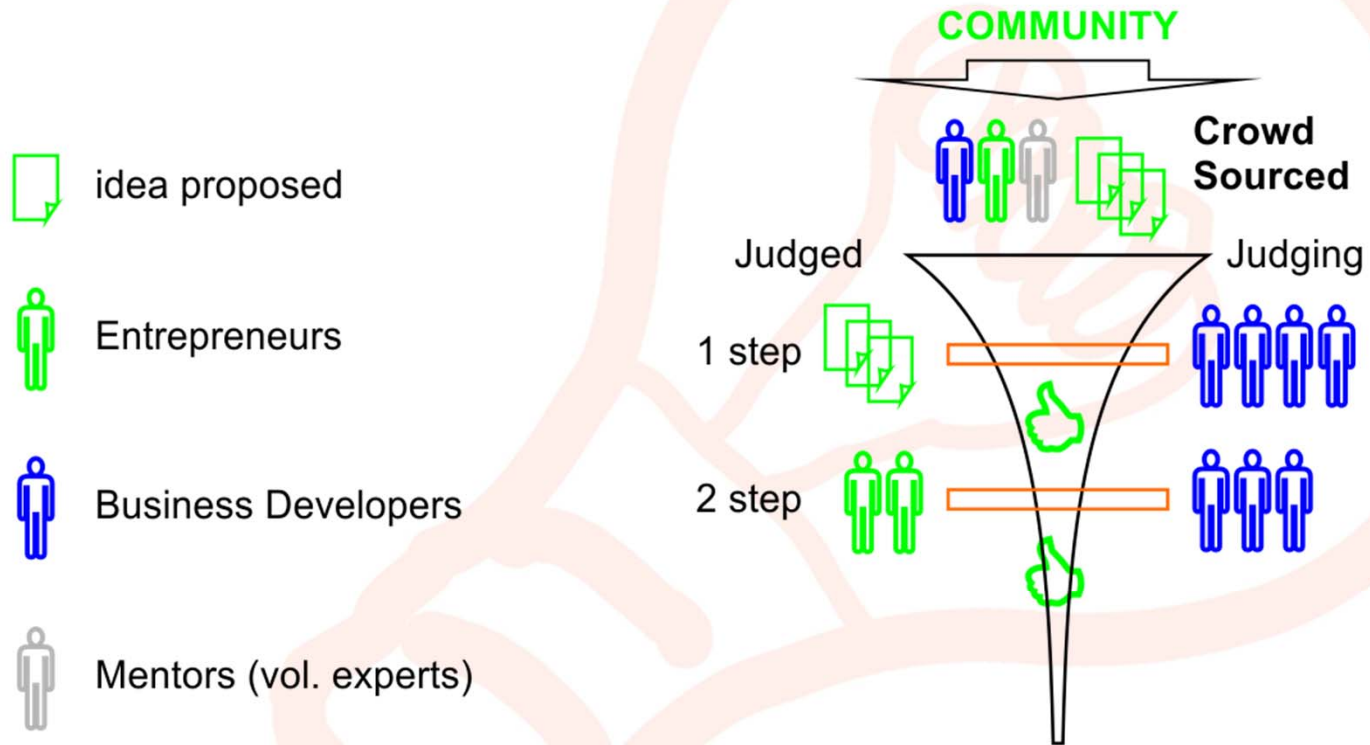 COMMUNITY
Crowd
Sourced
idea proposed
Judged
Judging
Entrepreneurs
1 step
Business Developers
2 step
Mentors (vol. experts)